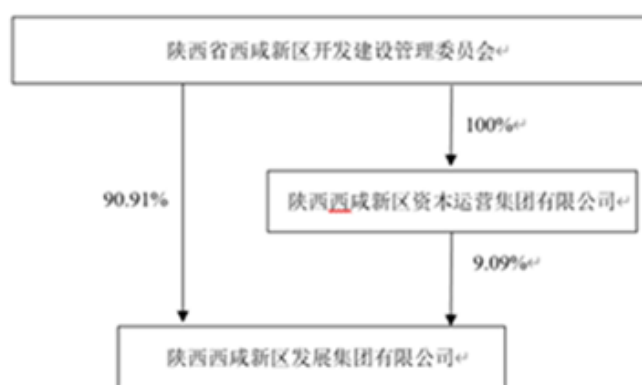 陕西省西咸新区开发建设管理委员会
100%
90.91%
陕西西咸新区资本运营集团有限公司
9.09%
陕西西咸新区发展集团有限公司